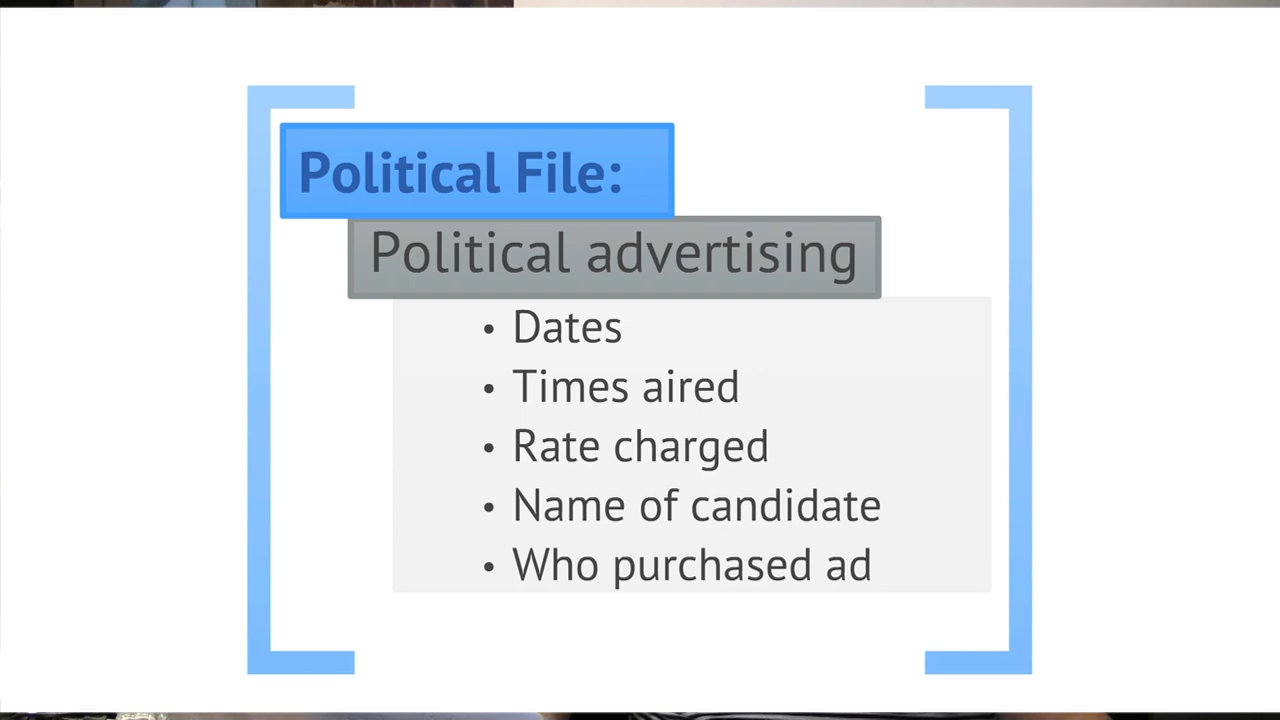 Political File:
Political advertising
• Dates
• Times aired
• Rate charged
• Name of candidate
• Who purchased ad